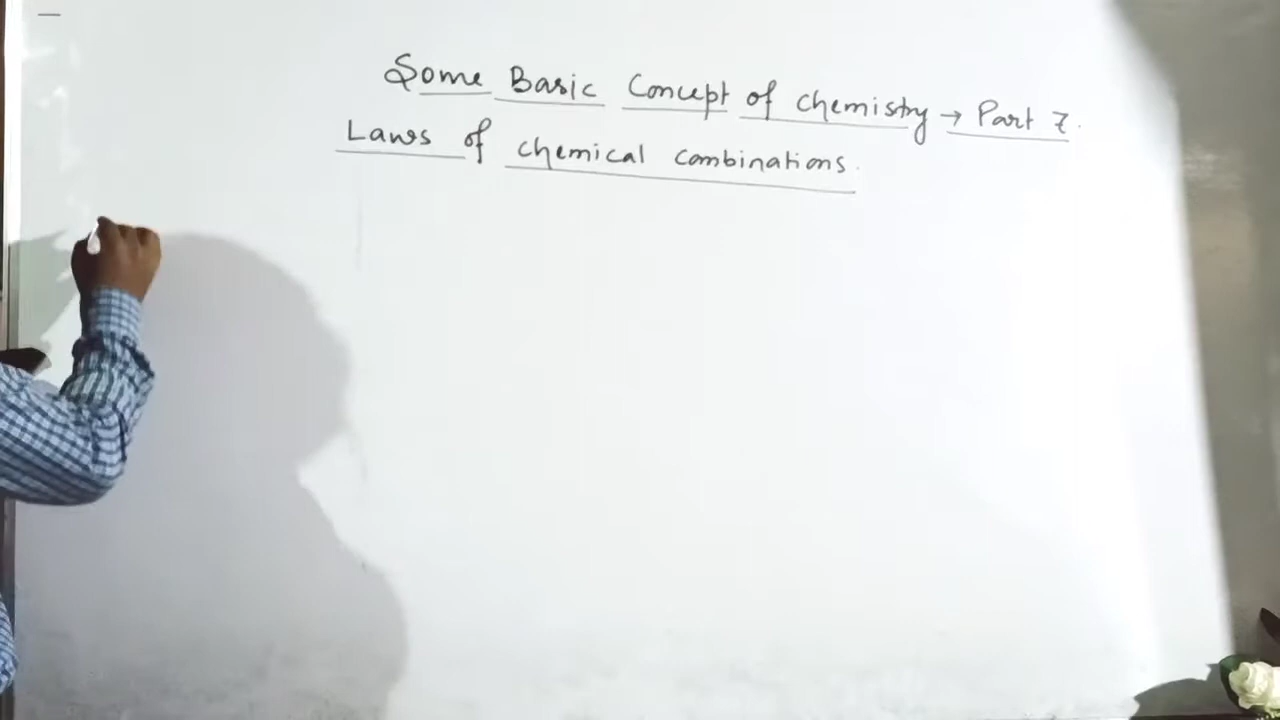 Some Basic Concept of chemistry → Part 7.
Laws of chemical combinations.